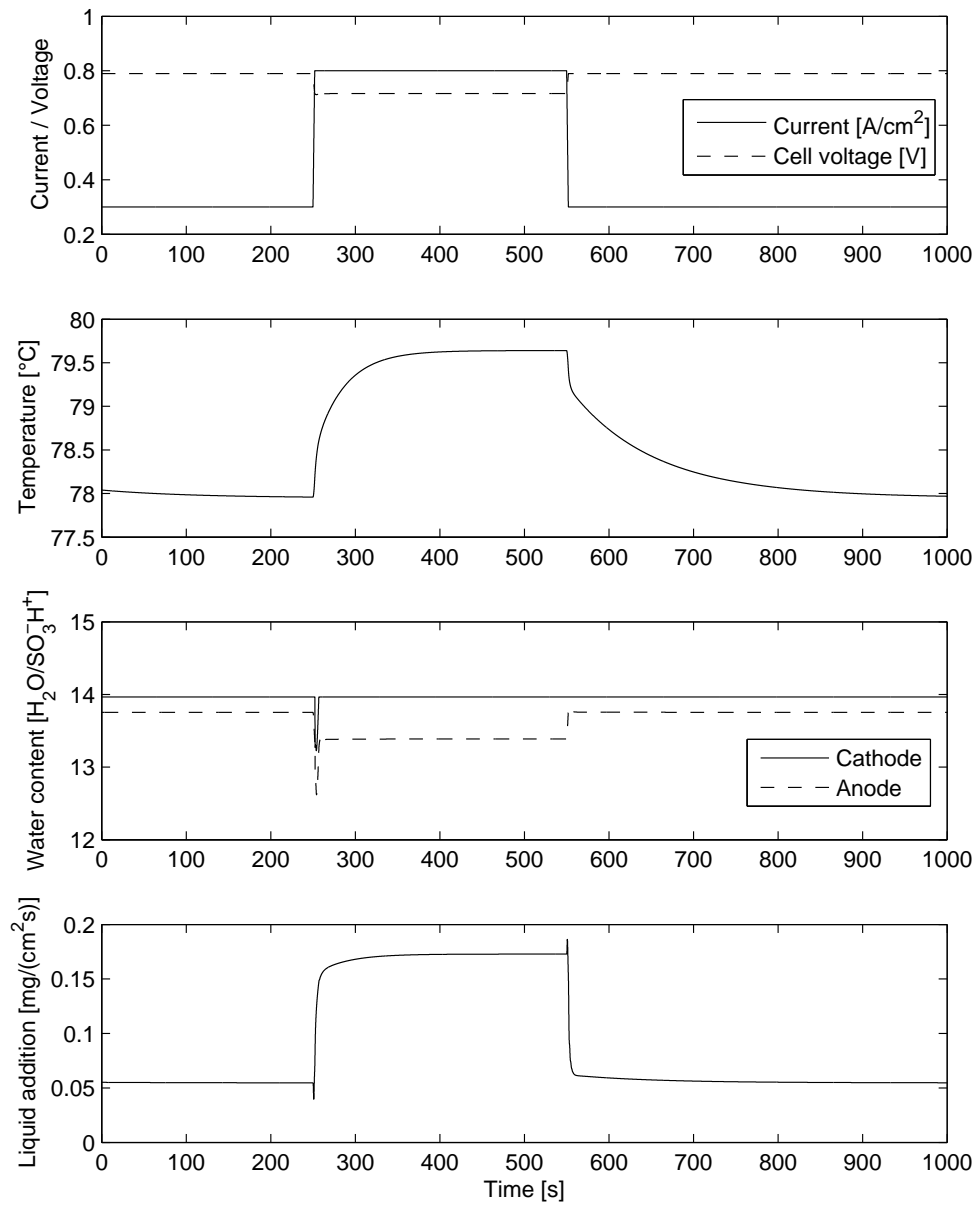 Current / Voltage
1
0.8
0.6
0.4
0.2
Current [A/cm²]
Cell voltage [V]
0 100 200 300 400 500 600 700 800 900 1000
Temperature [°C]
80
79.5
79
78.5
78
77.5
0 100 200 300 400 500 600 700 800 900 1000
Water content [H₂O/SO₃⁻H⁺]
15
14
13
12
Cathode
Anode
0 100 200 300 400 500 600 700 800 900 1000
Liquid addition [mg/(cm²s)]
0.2
0.15
0.1
0.05
0
0 100 200 300 400 500 600 700 800 900 1000
Time [s]